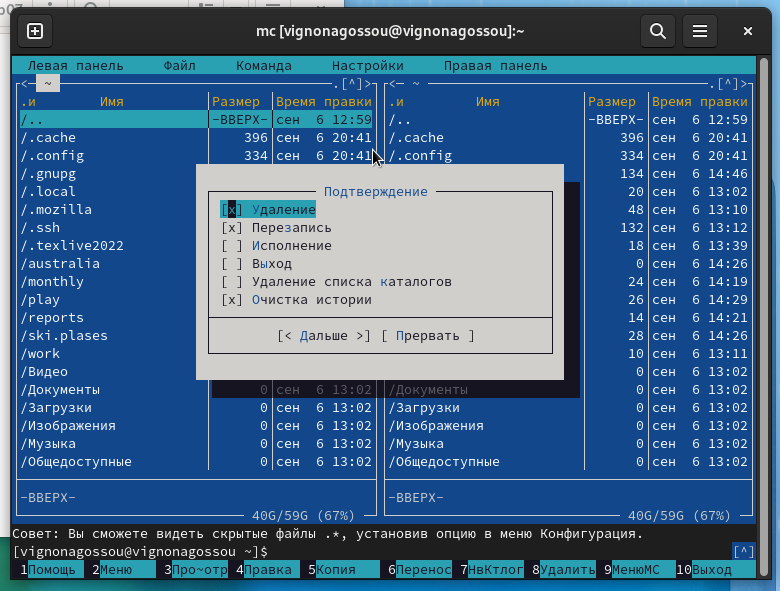 mc [vignonagossou@vignonagossou]:~
Левая панель Файл Команда Настройки Правая панель
<─ ~ .[^]> <─ ~ .[^]>
.и Имя Размер Время правки .и Имя Размер Время правки
/.. -ВВЕРХ- сен 6 12:59 /.. -ВВЕРХ- сен 6 12:59
/.cache 396 сен 6 20:41 /.cache 396 сен 6 20:41
/.config 334 сен 6 20:41 /.config 334 сен 6 20:41
/.gnupg 134 сен 6 14:46
/.local 20 сен 6 13:02
/.mozilla 48 сен 6 13:10
/.ssh 132 сен 6 13:12
/.texlive2022 18 сен 6 13:39
/australia 0 сен 6 14:26
/monthly 24 сен 6 14:19
/play 26 сен 6 14:29
/reports 14 сен 6 14:21
/ski.plases 28 сен 6 14:26
/work 10 сен 6 13:11
/Видео 0 сен 6 13:02
Подтверждение
[x] Удаление
[x] Перезапись
[ ] Исполнение
[ ] Выход
[ ] Удаление списка каталогов
[x] Очистка истории
[< Дальше >] [ Прервать ]
/Документы 0 сен 6 13:02 /Документы 0 сен 6 13:02
/Загрузки 0 сен 6 13:02 /Загрузки 0 сен 6 13:02
/Изображения 0 сен 6 13:02 /Изображения 0 сен 6 13:02
/Музыка 0 сен 6 13:02 /Музыка 0 сен 6 13:02
/Общедоступные 0 сен 6 13:02 /Общедоступные 0 сен 6 13:02
-ВВЕРХ- -ВВЕРХ-
40G/59G (67%) 40G/59G (67%)
Совет: Вы сможете видеть скрытые файлы .*, установив опцию в меню Конфигурация.
[vignonagossou@vignonagossou ~]$ [^]
1Помощь 2Меню 3Про~отр 4Правка 5Копия 6Перенос 7НвКтлог 8Удалить 9МенюМС 10Выход